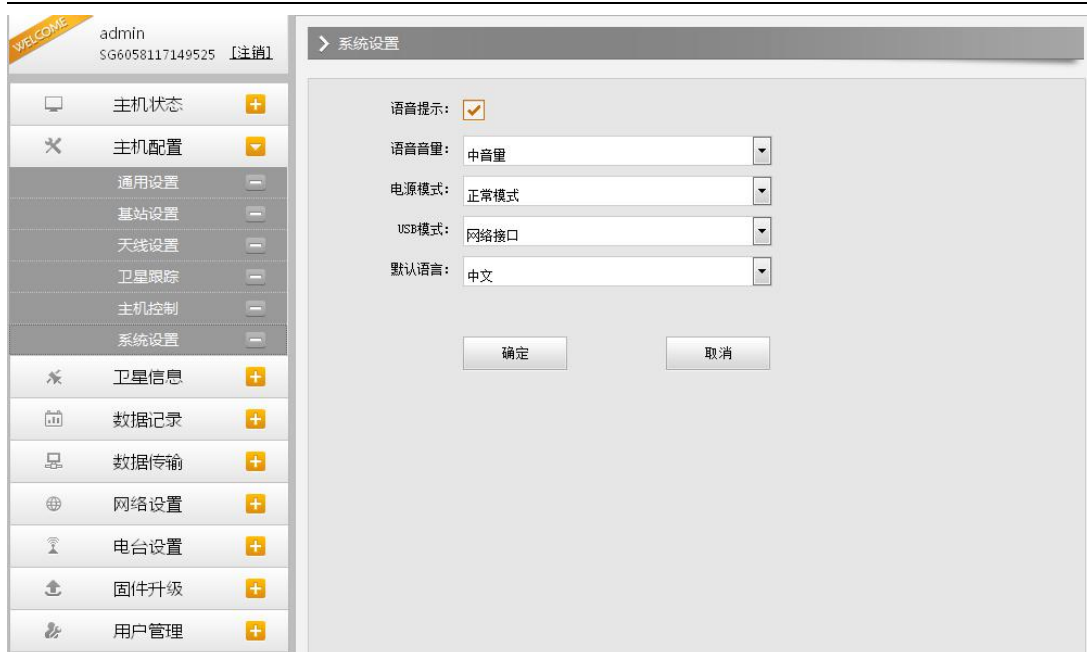 WELCOME
admin
SG6058117149525 [注销]
主机状态
主机配置
通用设置
基站设置
天线设置
卫星跟踪
主机控制
系统设置
卫星信息
数据记录
数据传输
网络设置
电台设置
固件升级
用户管理
系统设置
语音提示:
语音音量: 中音量
电源模式: 正常模式
USB模式: 网络接口
默认语言: 中文
确定 取消